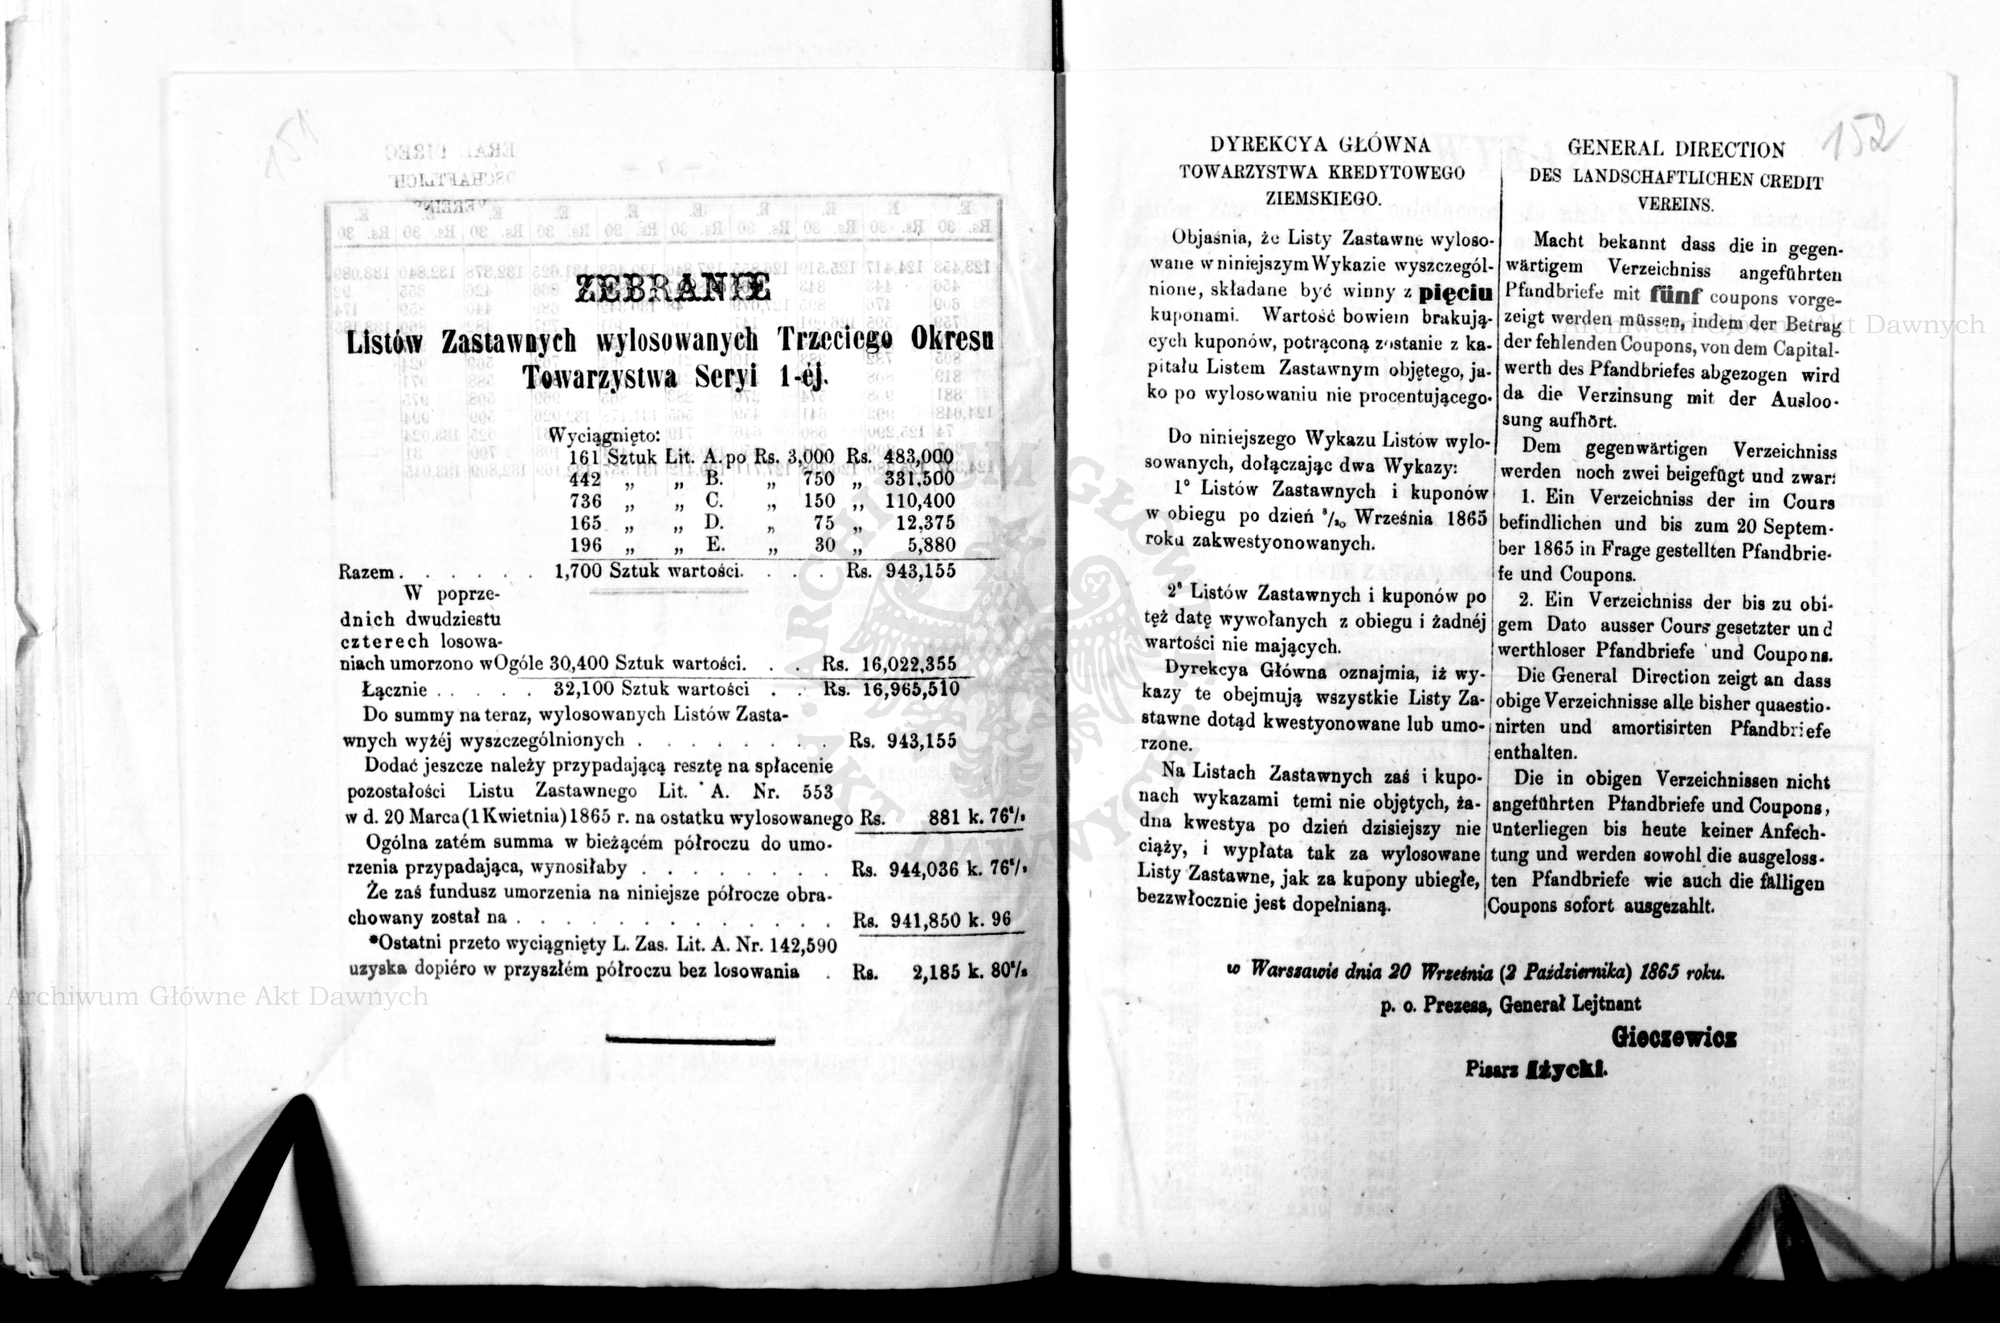 151
ZEBRANIE
Listów Zastawnych wylosowanych Trzeciego Okresu
Towarzystwa Seryi 1-éj.
Wyciągnięto:
161 Sztuk Lit. A. po Rs. 3,000 Rs. 483,000
442 „ „ B. „ 750 „ 331,500
736 „ „ C. „ 150 „ 110,400
165 „ „ D. „ 75 „ 12,375
196 „ „ E. „ 30 „ 5,880
Razem . . . . . . 1,700 Sztuk wartości. . . . Rs. 943,155
W poprze-
dnich dwudziestu
czterech losowa-
niach umorzono w Ogóle 30,400 Sztuk wartości. . . Rs. 16,022,355
Łącznie . . . . . 32,100 Sztuk wartości . . Rs. 16,965,510
Do summy na teraz, wylosowanych Listów Zasta-
wnych wyżéj wyszczególnionych . . . . . . . . Rs. 943,155
Dodać jeszcze należy przypadającą resztę na spłacenie
pozostałości Listu Zastawnego Lit. A. Nr. 553
w d. 20 Marca (1 Kwietnia) 1865 r. na ostatku wylosowanego Rs. 881 k. 76½
Ogólna zatém summa w bieżącém półroczu do umo-
rzenia przypadająca, wynosiłaby . . . . . . . . Rs. 944,036 k. 76½
Że zaś fundusz umorzenia na niniejsze półrocze obra-
chowany został na . . . . . . . . . . . . . Rs. 941,850 k. 96
*Ostatni przeto wyciągnięty L. Zas. Lit. A. Nr. 142,590
uzyska dopiéro w przyszłém półroczu bez losowania . Rs. 2,185 k. 80½
Archiwum Główne Akt Dawnych
152
DYREKCYA GŁÓWNA
TOWARZYSTWA KREDYTOWEGO
ZIEMSKIEGO.
Objaśnia, że Listy Zastawne wyloso-
wane w niniejszym Wykazie wyszczegól-
nione, składane być winny z pięciu
kuponami. Wartość bowiem brakują-
cych kuponów, potrąconą zostanie z ka-
pitału Listem Zastawnym objętego, ja-
ko po wylosowaniu nie procentującego.
Do niniejszego Wykazu Listów wylo-
sowanych, dołączając dwa Wykazy:
1° Listów Zastawnych i kuponów
w obiegu po dzień 8/20 Września 1865
roku zakwestyonowanych.
2° Listów Zastawnych i kuponów po
też datę wywołanych z obiegu i żadnéj
wartości nie mających.
Dyrekcya Główna oznajmia, iż wy-
kazy te obejmują wszystkie Listy Za-
stawne dotąd kwestyonowane lub umo-
rzone.
Na Listach Zastawnych zaś i kupo-
nach wykazami temi nie objętych, ża-
dna kwestya po dzień dzisiejszy nie
ciąży, i wypłata tak za wylosowane
Listy Zastawne, jak za kupony ubiegłe,
bezzwłocznie jest dopełnianą.
GENERAL DIRECTION
DES LANDSCHAFTLICHEN CREDIT
VEREINS.
Macht bekannt dass die in gegen-
wärtigem Verzeichniss angeführten
Pfandbriefe mit fünf coupons vorge-
zeigt werden müssen, indem der Betrag
der fehlenden Coupons, von dem Capital-
werth des Pfandbriefes abgezogen wird
da die Verzinsung mit der Ausloo-
sung aufhört.
Dem gegenwärtigen Verzeichniss
werden noch zwei beigefügt und zwar:
1. Ein Verzeichniss der im Cours
befindlichen und bis zum 20 Septem-
ber 1865 in Frage gestellten Pfandbrie-
fe und Coupons.
2. Ein Verzeichniss der bis zu obi-
gem Dato ausser Cours gesetzter und
werthloser Pfandbriefe und Coupons.
Die General Direction zeigt an dass
obige Verzeichnisse alle bisher quaestio-
nirten und amortisirten Pfandbriefe
enthalten.
Die in obigen Verzeichnissen nicht
angeführten Pfandbriefe und Coupons,
unterliegen bis heute keiner Anfech-
tung und werden sowohl die ausgeloss-
ten Pfandbriefe wie auch die fälligen
Coupons sofort ausgezahlt.
w Warszawie dnia 20 Września (2 Października) 1865 roku.
p. o. Prezesa, Generał Lejtnant
Gieczewicz
Pisarz Iżycki.
Archiwum Główne Akt Dawnych
ARCHIWUM GŁÓWNE AKT DAWNYCH